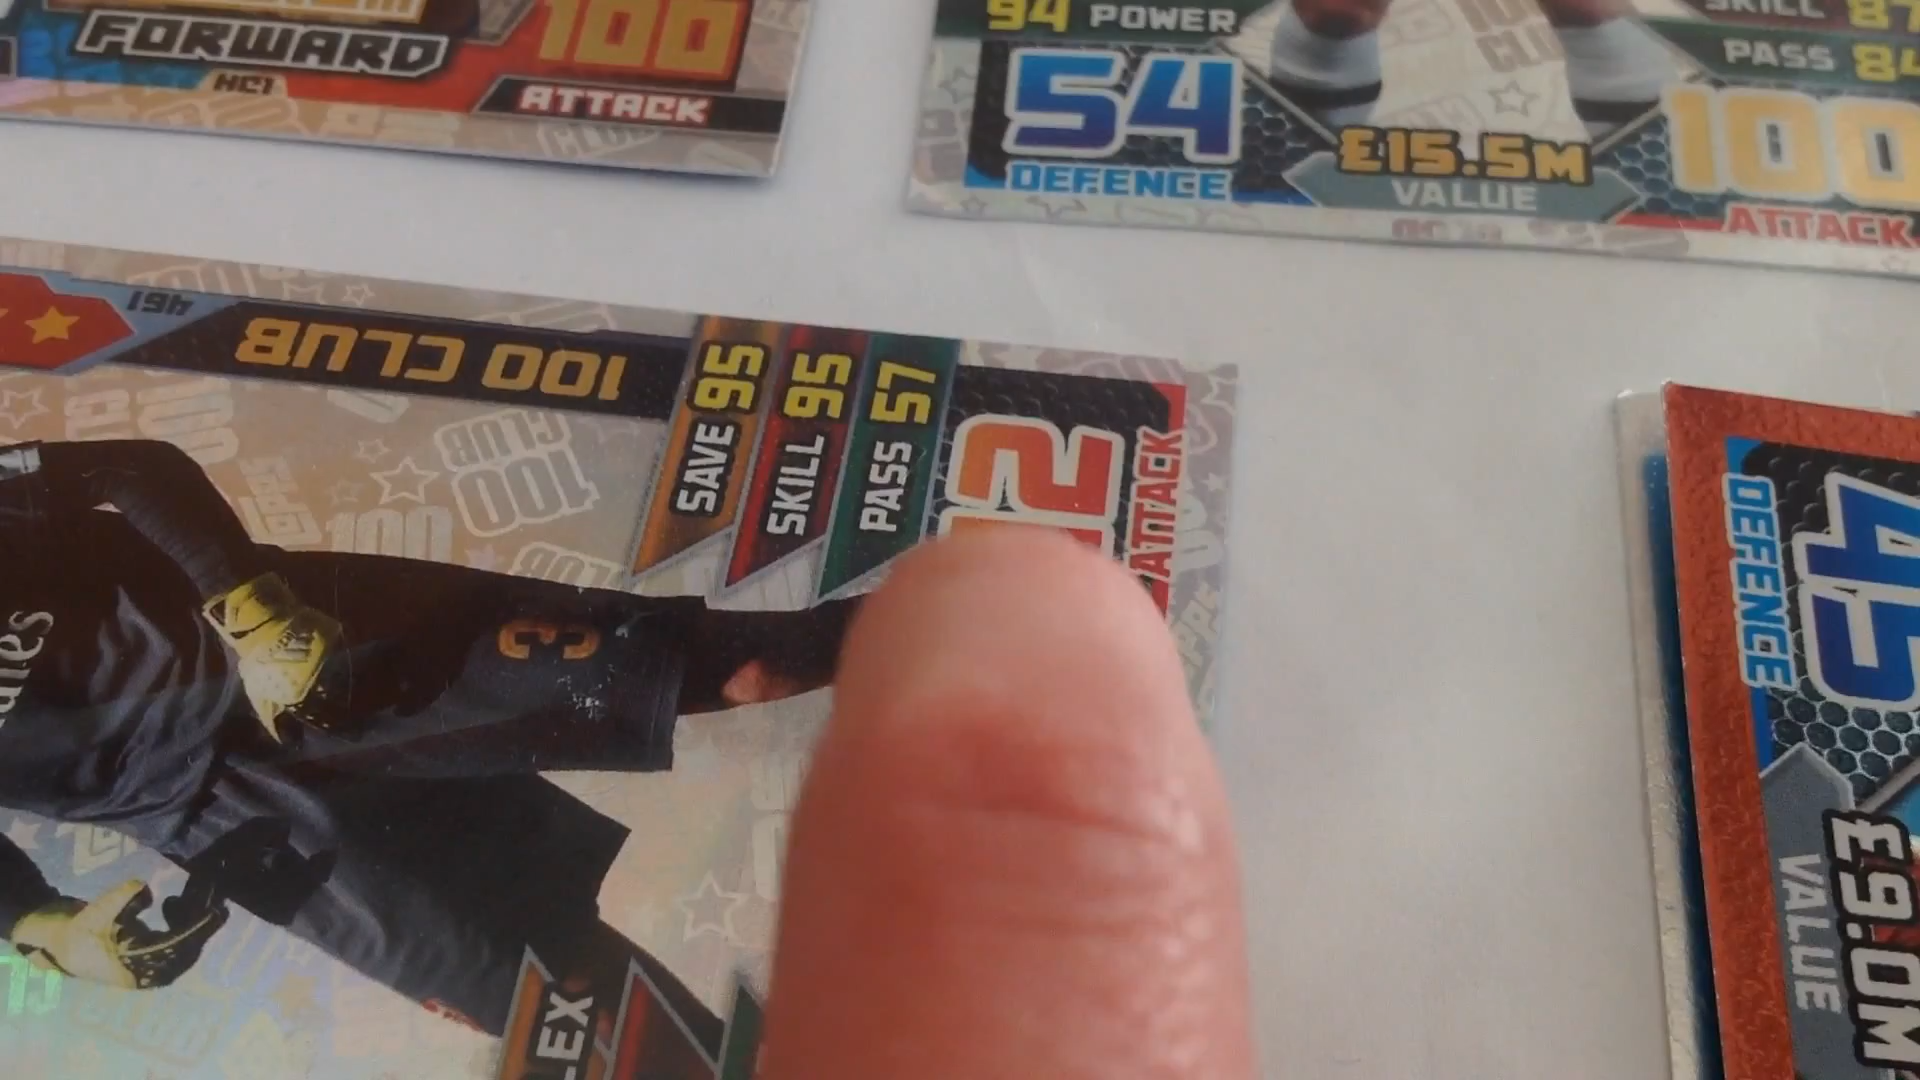 FORWARD
HC1
100
ATTACK
94 POWER
54
DEFENCE
£15.5M
VALUE
SKILL 87
PASS 84
100
ATTACK
461
100 CLUB
SAVE 95
SKILL 95
PASS 57
ATTACK
100 CLUB
DEFENCE
45
£9.0M
VALUE